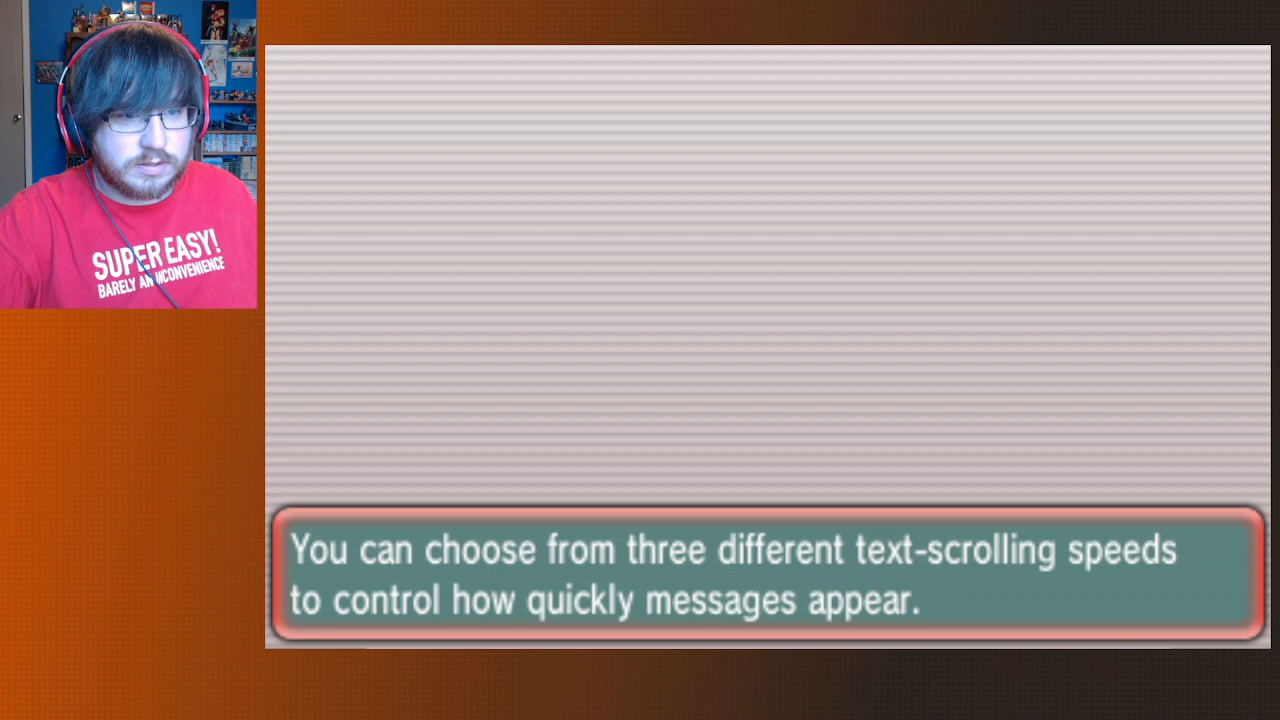 SUPER EASY!
BARELY AN INCONVENIENCE
You can choose from three different text-scrolling speeds
to control how quickly messages appear.